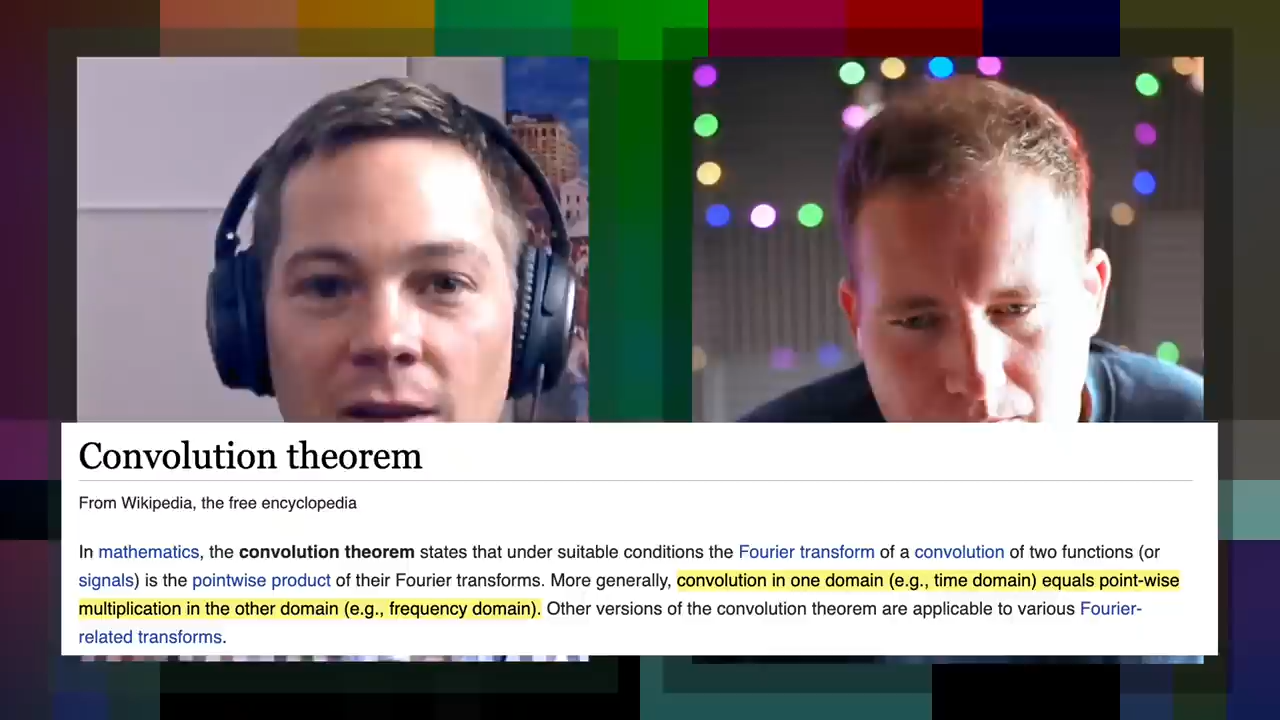 Convolution theorem
From Wikipedia, the free encyclopedia
In mathematics, the convolution theorem states that under suitable conditions the Fourier transform of a convolution of two functions (or
signals) is the pointwise product of their Fourier transforms. More generally, convolution in one domain (e.g., time domain) equals point-wise
multiplication in the other domain (e.g., frequency domain). Other versions of the convolution theorem are applicable to various Fourier-
related transforms.